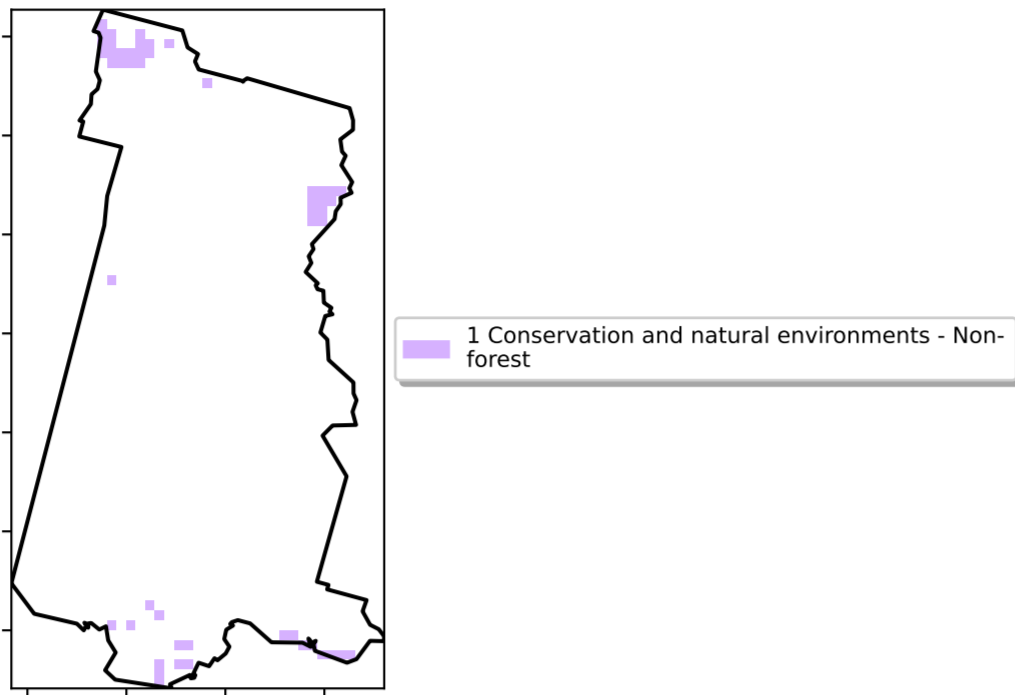 1 Conservation and natural environments - Non-
forest